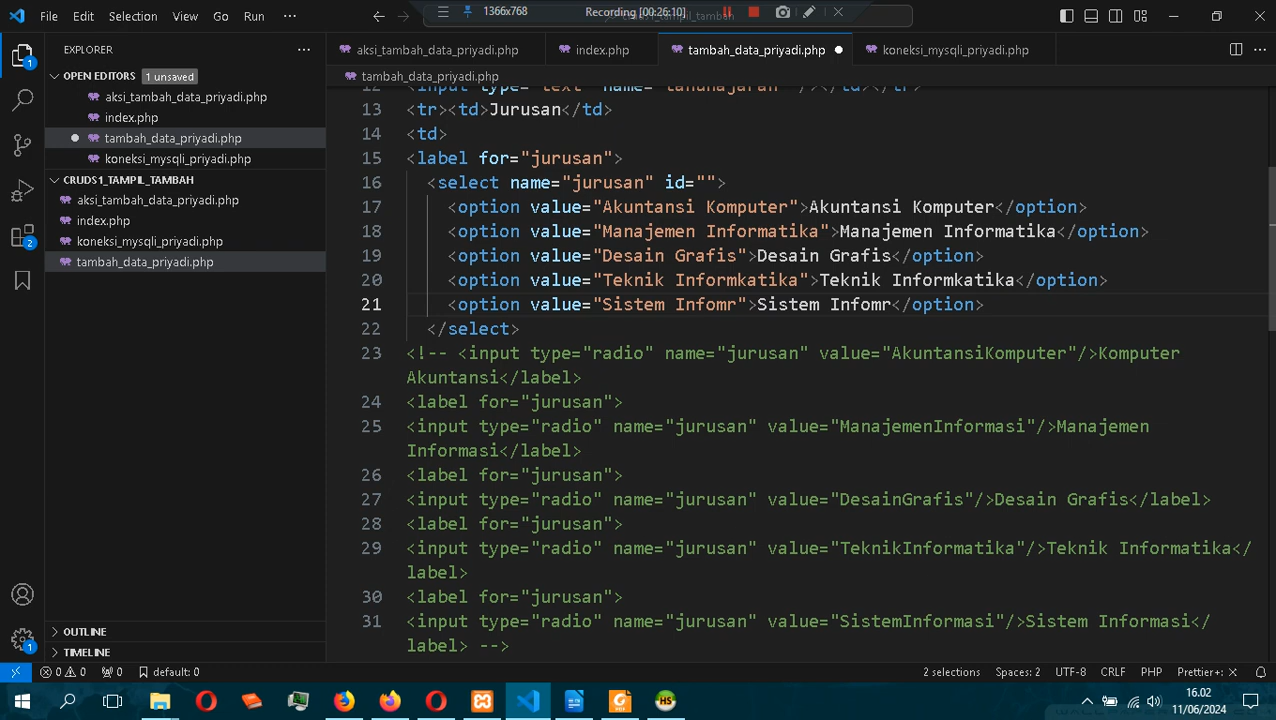 File Edit Selection View Go Run ···
1366x768 Recording [00:26:10]
EXPLORER
OPEN EDITORS 1 unsaved
aksi_tambah_data_priyadi.php
index.php
tambah_data_priyadi.php
koneksi_mysqli_priyadi.php
CRUDS1_TAMPIL_TAMBAH
aksi_tambah_data_priyadi.php
index.php
koneksi_mysqli_priyadi.php
tambah_data_priyadi.php
OUTLINE
TIMELINE
aksi_tambah_data_priyadi.php index.php tambah_data_priyadi.php koneksi_mysqli_priyadi.php
tambah_data_priyadi.php
12 <input type="text" name="tahunajaran" /></td></tr>
13 <tr><td>Jurusan</td>
14 <td>
15 <label for="jurusan">
16 <select name="jurusan" id="">
17 <option value="Akuntansi Komputer">Akuntansi Komputer</option>
18 <option value="Manajemen Informatika">Manajemen Informatika</option>
19 <option value="Desain Grafis">Desain Grafis</option>
20 <option value="Teknik Informkatika">Teknik Informkatika</option>
21 <option value="Sistem Infomr">Sistem Infomr</option>
22 </select>
23 <!-- <input type="radio" name="jurusan" value="AkuntansiKomputer"/>Komputer
Akuntansi</label>
24 <label for="jurusan">
25 <input type="radio" name="jurusan" value="ManajemenInformasi"/>Manajemen
Informasi</label>
26 <label for="jurusan">
27 <input type="radio" name="jurusan" value="DesainGrafis"/>Desain Grafis</label>
28 <label for="jurusan">
29 <input type="radio" name="jurusan" value="TeknikInformatika"/>Teknik Informatika</
label>
30 <label for="jurusan">
31 <input type="radio" name="jurusan" value="SistemInformasi"/>Sistem Informasi</
label> -->
0 0 0 default: 0 2 selections Spaces: 2 UTF-8 CRLF PHP Prettier+:
16.02
11/06/2024